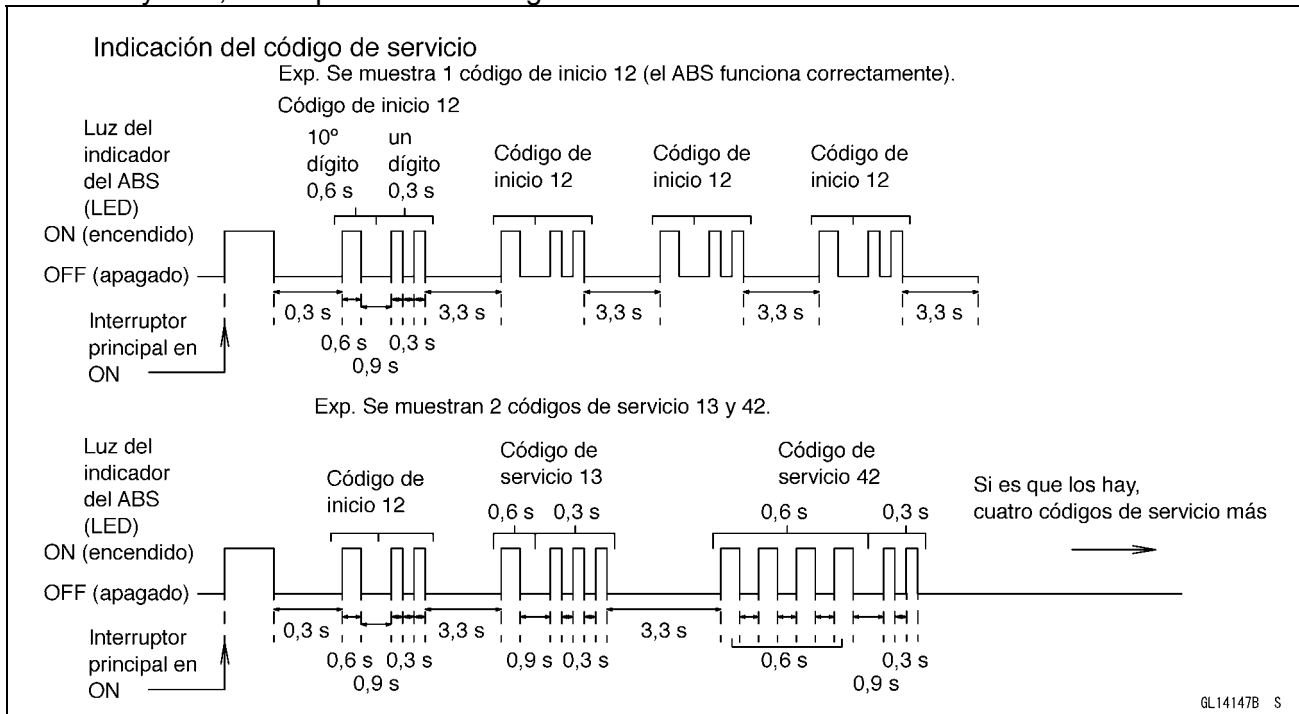 Indicación del código de servicio
Exp. Se muestra 1 código de inicio 12 (el ABS funciona correctamente).
Código de inicio 12
Luz del
indicador
del ABS
(LED)
10º
dígito
0,6 s
un
dígito
0,3 s
Código de
inicio 12
Código de
inicio 12
Código de
inicio 12
ON (encendido)
OFF (apagado)
0,3 s
3,3 s
3,3 s
3,3 s
3,3 s
Interruptor
principal en
ON
0,6 s
0,3 s
0,9 s
Exp. Se muestran 2 códigos de servicio 13 y 42.
Luz del
indicador
del ABS
(LED)
Código de
inicio 12
Código de
servicio 13
0,6 s
0,3 s
Código de
servicio 42
0,6 s
0,3 s
Si es que los hay,
cuatro códigos de servicio más
ON (encendido)
OFF (apagado)
0,3 s
3,3 s
3,3 s
Interruptor
principal en
ON
0,6 s
0,3 s
0,9 s
0,9 s
0,3 s
0,6 s
0,3 s
0,9 s
GL14147B S